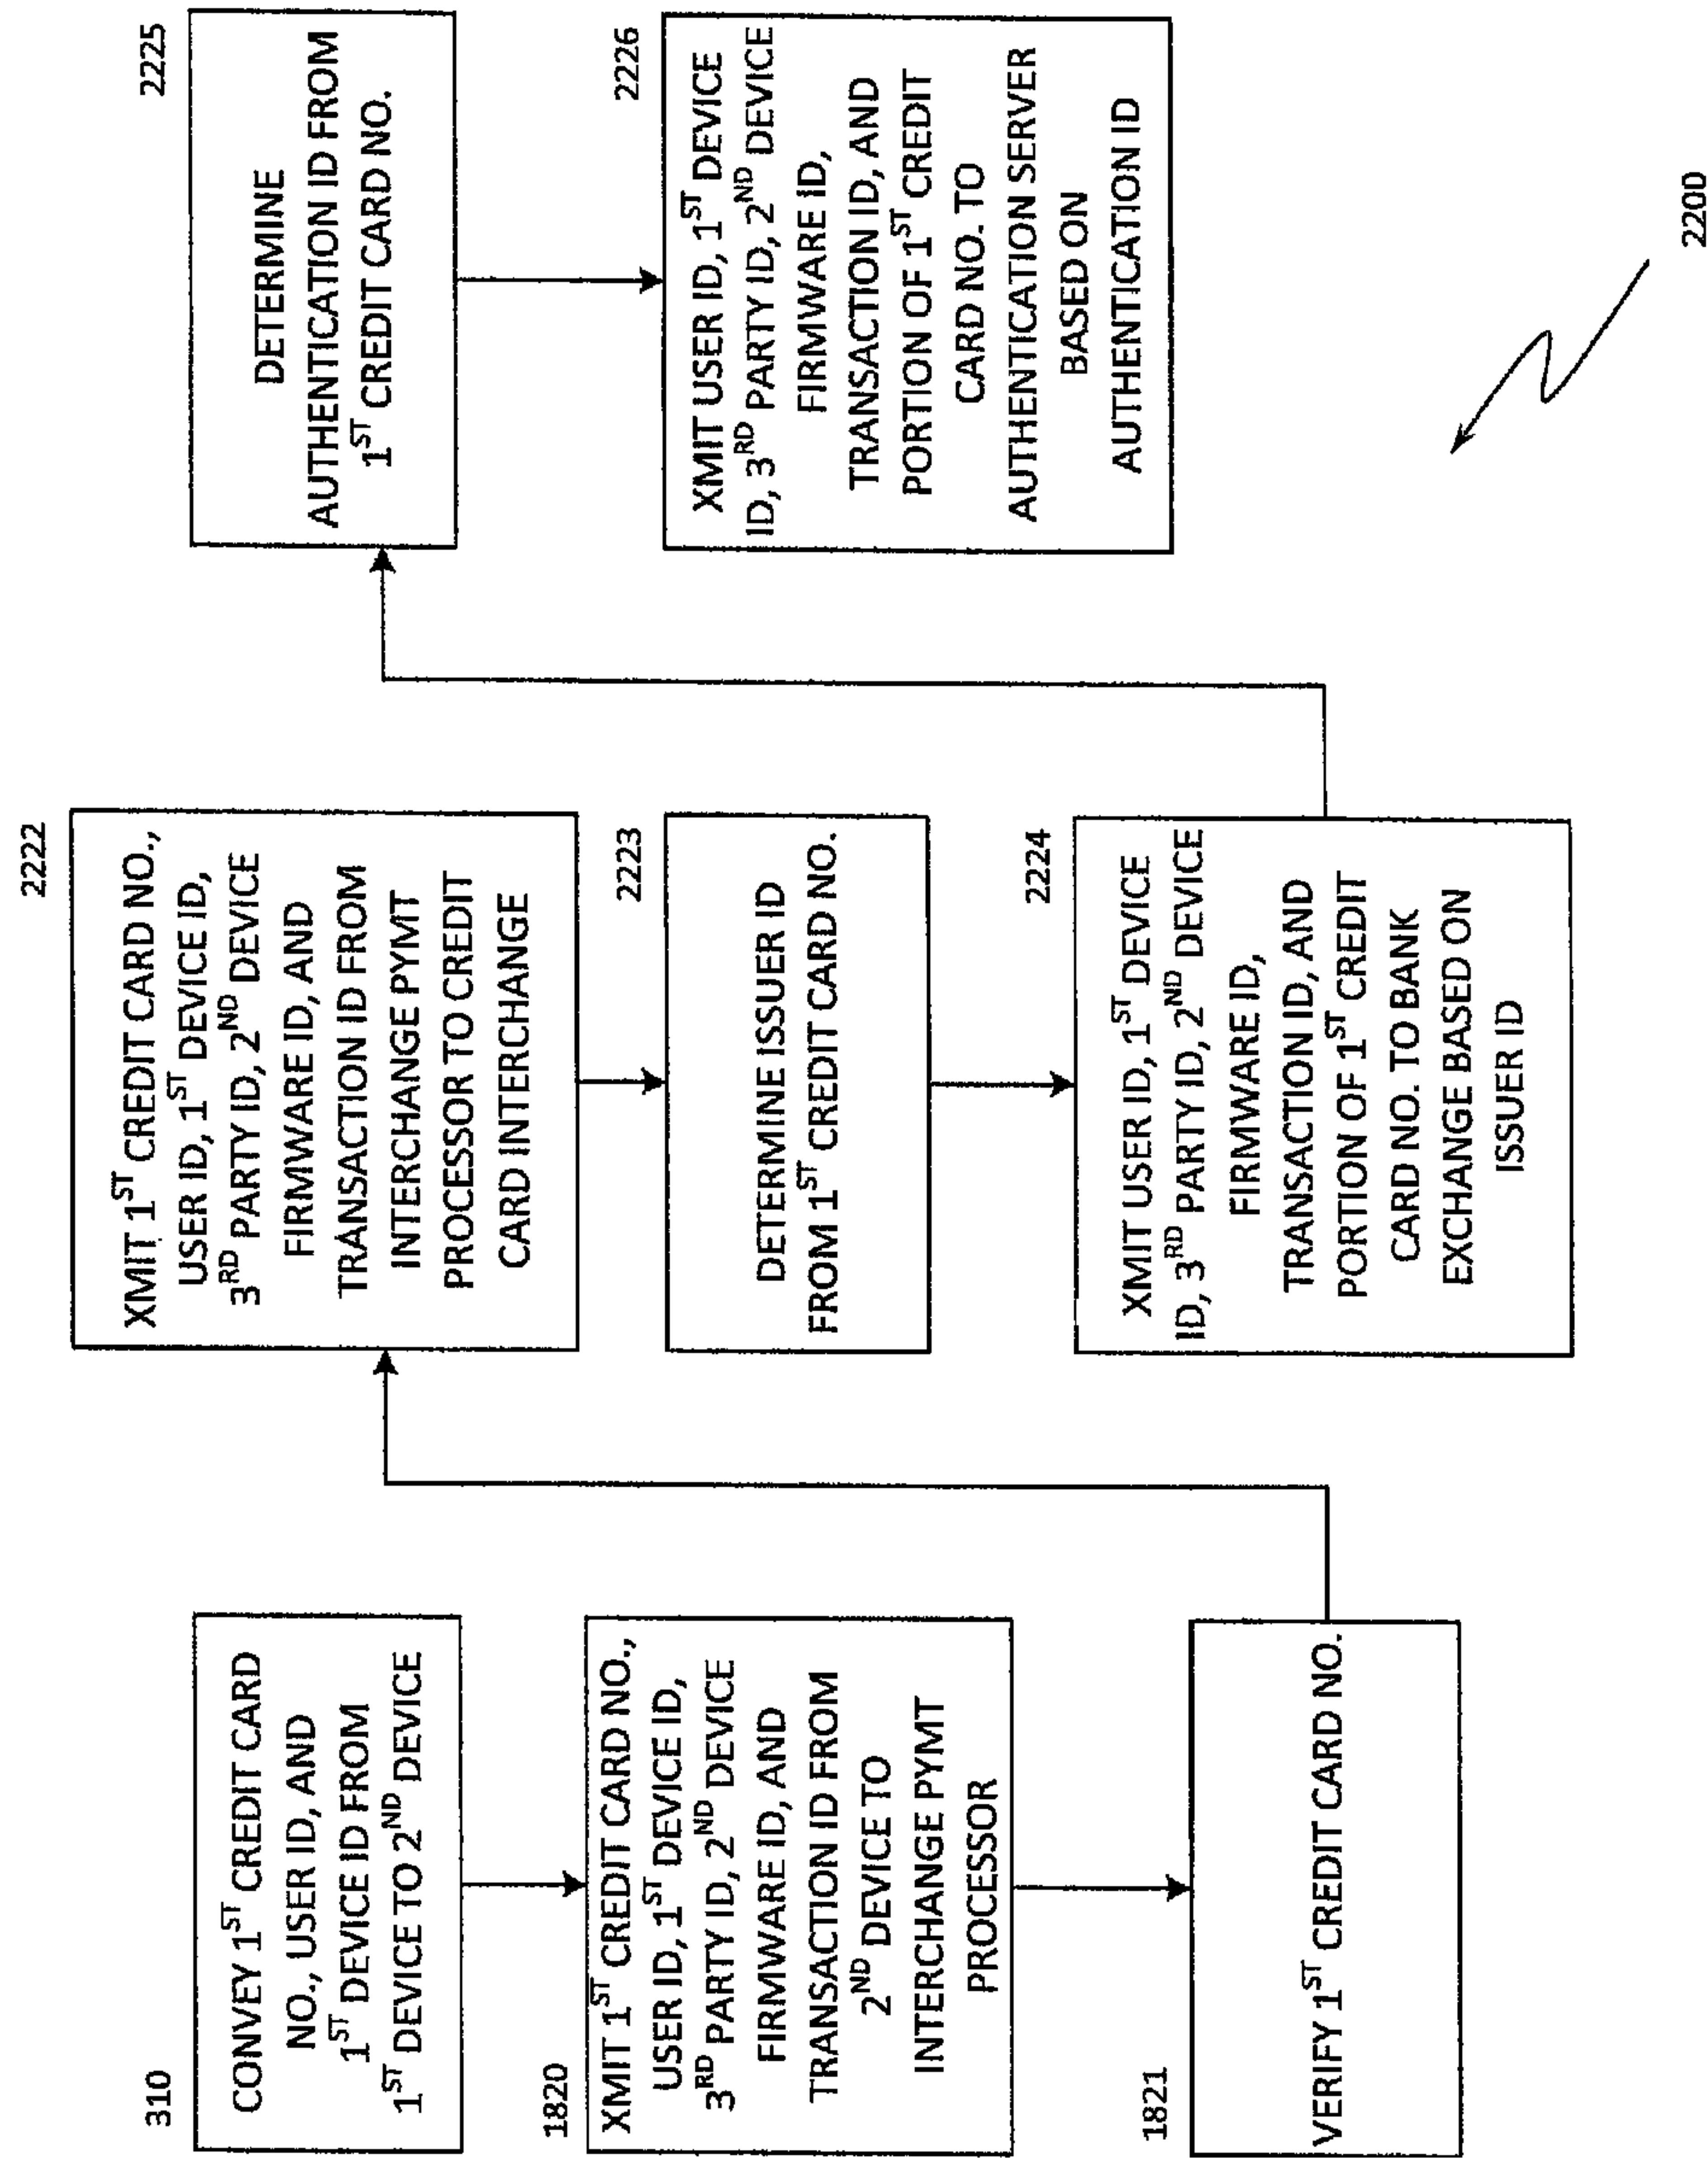 310
CONVEY 1ST CREDIT CARD
NO., USER ID, AND
1ST DEVICE ID FROM
1ST DEVICE TO 2ND DEVICE
1820
XMIT 1ST CREDIT CARD NO.,
USER ID, 1ST DEVICE ID,
3RD PARTY ID, 2ND DEVICE
FIRMWARE ID, AND
TRANSACTION ID FROM
2ND DEVICE TO
INTERCHANGE PYMT
PROCESSOR
1821
VERIFY 1ST CREDIT CARD NO.
2222
XMIT 1ST CREDIT CARD NO.,
USER ID, 1ST DEVICE ID,
3RD PARTY ID, 2ND DEVICE
FIRMWARE ID, AND
TRANSACTION ID FROM
INTERCHANGE PYMT
PROCESSOR TO CREDIT
CARD INTERCHANGE
2223
DETERMINE ISSUER ID
FROM 1ST CREDIT CARD NO.
2224
XMIT USER ID, 1ST DEVICE
ID, 3RD PARTY ID, 2ND DEVICE
FIRMWARE ID,
TRANSACTION ID, AND
PORTION OF 1ST CREDIT
CARD NO. TO BANK
EXCHANGE BASED ON
ISSUER ID
2225
DETERMINE
AUTHENTICATION ID FROM
1ST CREDIT CARD NO.
2226
XMIT USER ID, 1ST DEVICE
ID, 3RD PARTY ID, 2ND DEVICE
FIRMWARE ID,
TRANSACTION ID, AND
PORTION OF 1ST CREDIT
CARD NO. TO
AUTHENTICATION SERVER
BASED ON
AUTHENTICATION ID
2200